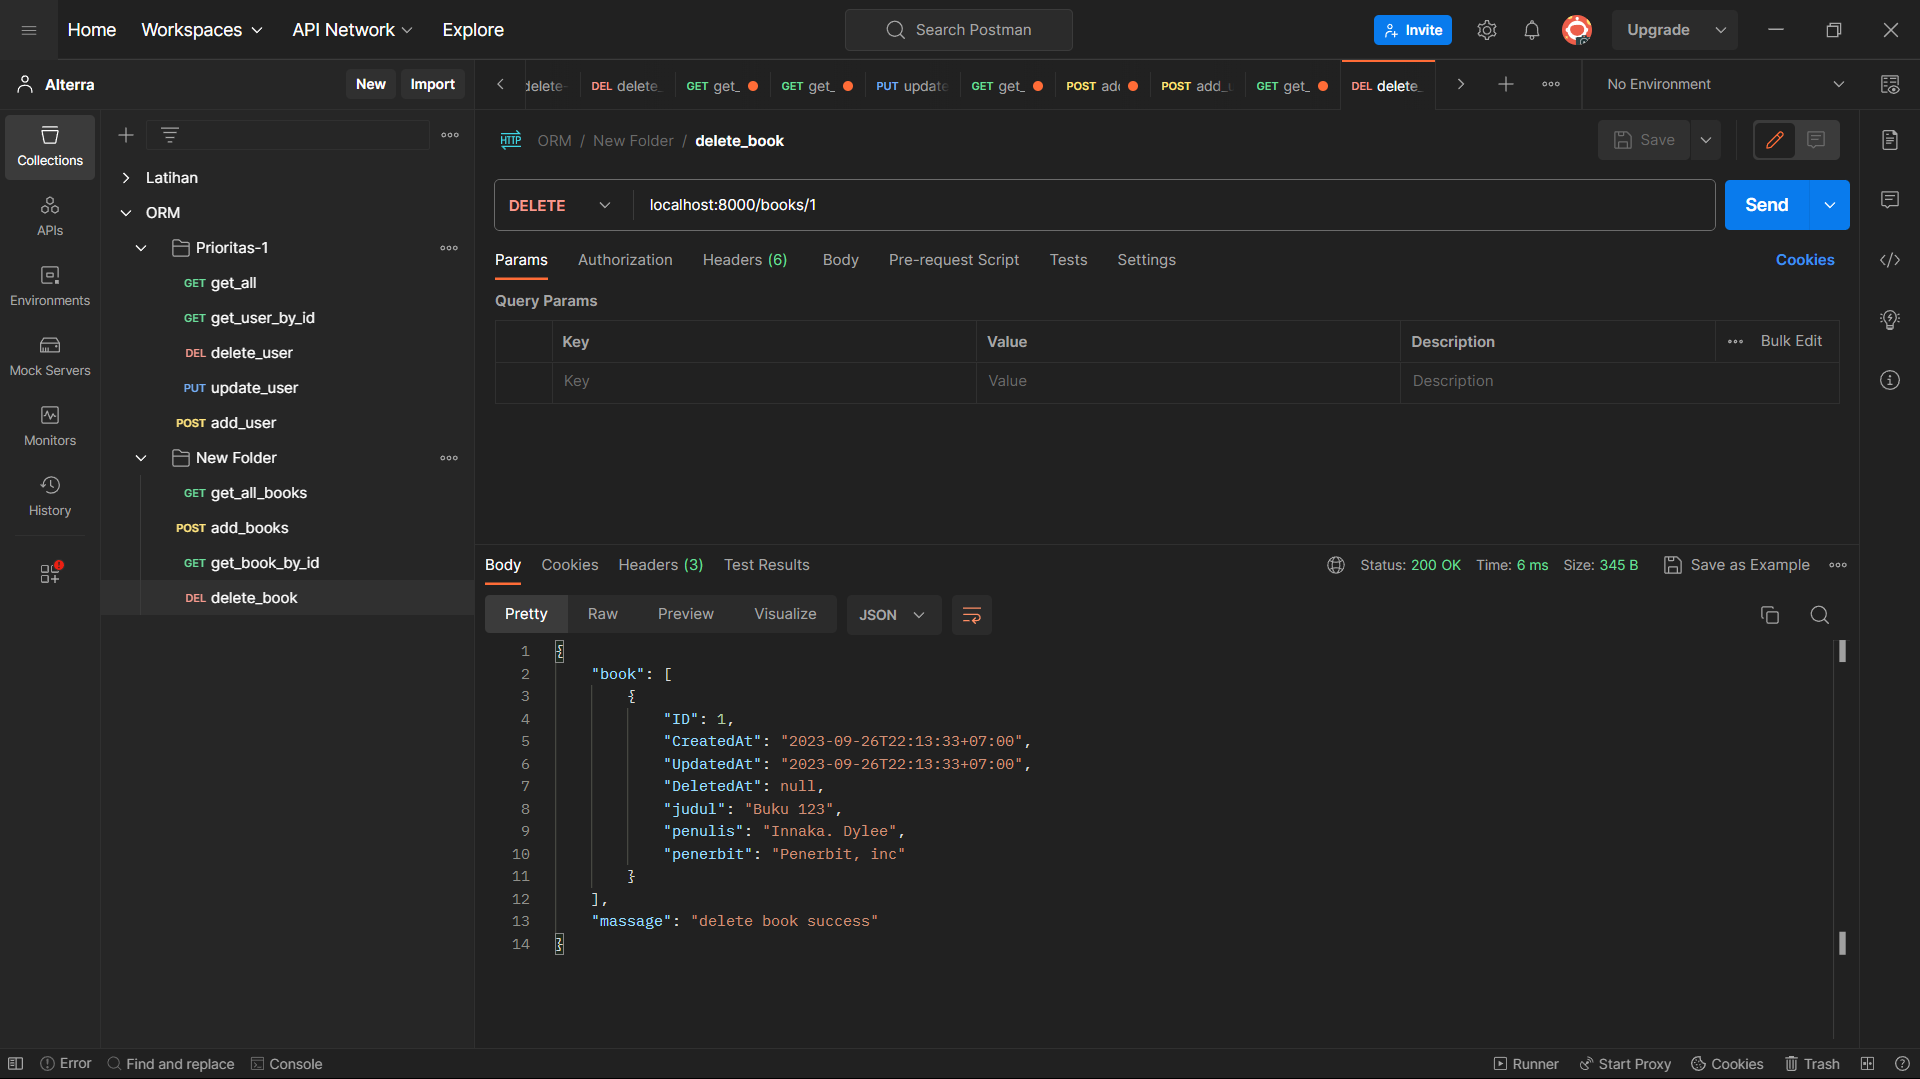 Home Workspaces API Network Explore Search Postman Invite Upgrade
Alterra New Import
delete- DEL delete_ GET get_ GET get_ PUT update GET get_ POST add POST add_u GET get_ DEL delete_ No Environment
HTTP ORM / New Folder / delete_book Save
Collections
APIs
Environments
Mock Servers
Monitors
History
Latihan
ORM
Prioritas-1
GET get_all
GET get_user_by_id
DEL delete_user
PUT update_user
POST add_user
New Folder
GET get_all_books
POST add_books
GET get_book_by_id
DEL delete_book
DELETE localhost:8000/books/1 Send
Params Authorization Headers (6) Body Pre-request Script Tests Settings Cookies
Query Params
Key Value Description Bulk Edit
Key Value Description
Body Cookies Headers (3) Test Results Status: 200 OK Time: 6 ms Size: 345 B Save as Example
Pretty Raw Preview Visualize JSON
1 {
2 "book": [
3 {
4 "ID": 1,
5 "CreatedAt": "2023-09-26T22:13:33+07:00",
6 "UpdatedAt": "2023-09-26T22:13:33+07:00",
7 "DeletedAt": null,
8 "judul": "Buku 123",
9 "penulis": "Innaka. Dylee",
10 "penerbit": "Penerbit, inc"
11 }
12 ],
13 "massage": "delete book success"
14 }
Error Find and replace Console Runner Start Proxy Cookies Trash